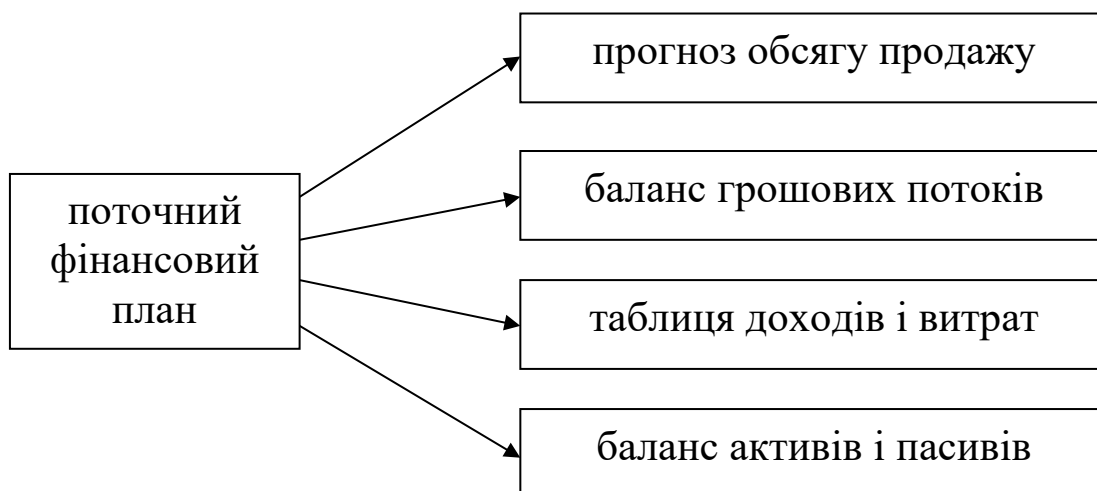 прогноз обсягу продажу
баланс грошових потоків
поточний
фінансовий
план
таблиця доходів і витрат
баланс активів і пасивів